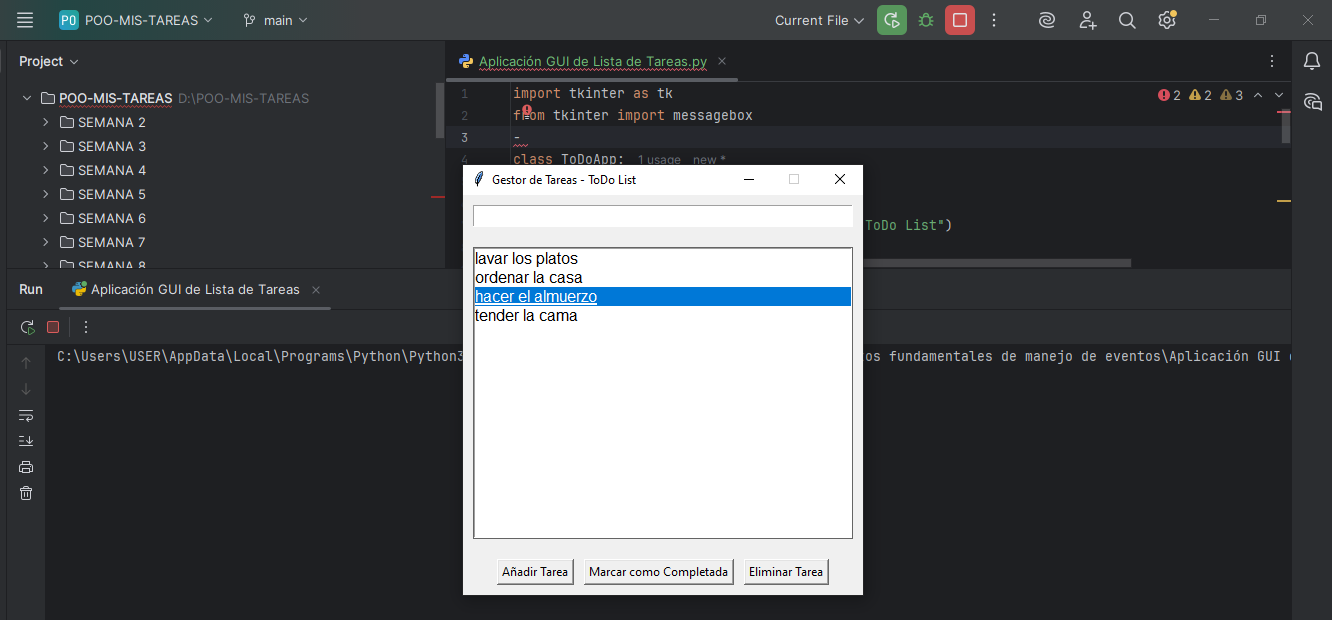 PO POO-MIS-TAREAS main Current File
Project
POO-MIS-TAREAS D:\POO-MIS-TAREAS
SEMANA 2
SEMANA 3
SEMANA 4
SEMANA 5
SEMANA 6
SEMANA 7
SEMANA 8
Aplicación GUI de Lista de Tareas.py
1 import tkinter as tk
2 from tkinter import messagebox
3 -
4 class ToDoApp: 1 usage new *
2 2 3
ToDo List")
Run Aplicación GUI de Lista de Tareas
C:\Users\USER\AppData\Local\Programs\Python\Python3
os fundamentales de manejo de eventos\Aplicación GUI
Gestor de Tareas - ToDo List
lavar los platos
ordenar la casa
hacer el almuerzo
tender la cama
Añadir Tarea Marcar como Completada Eliminar Tarea